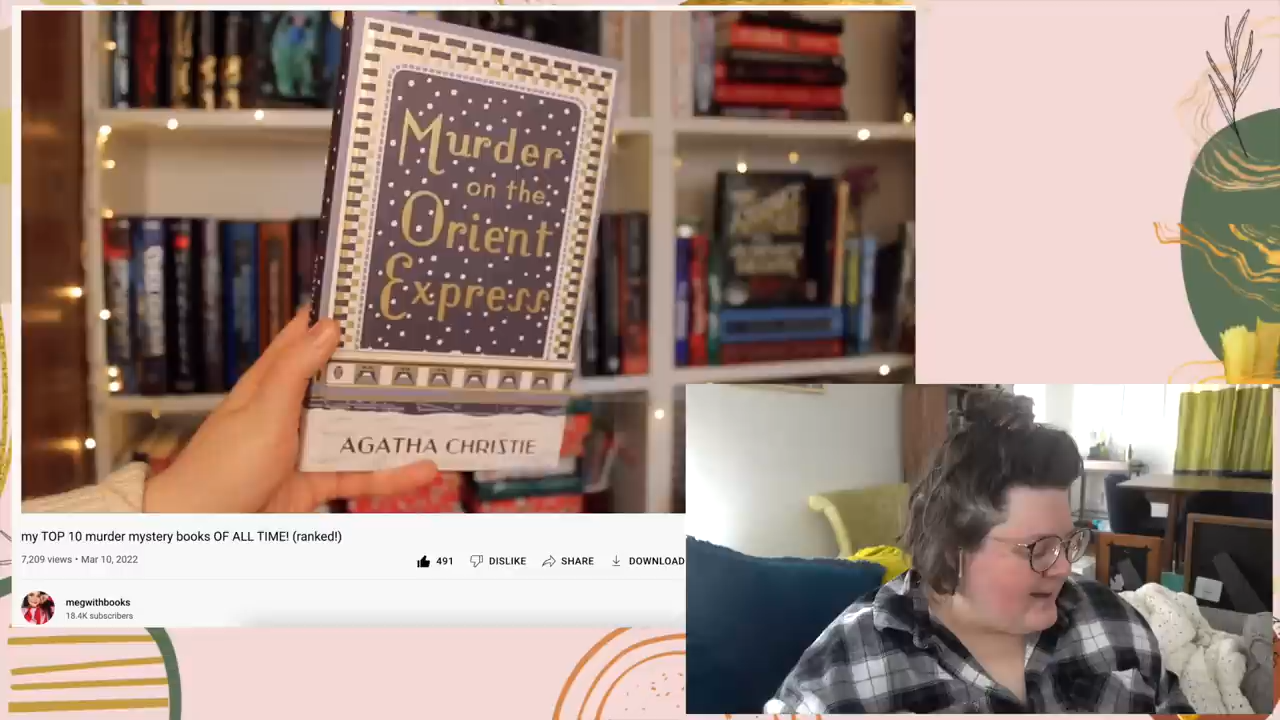 Murder
on the
Orient
Express
AGATHA CHRISTIE
my TOP 10 murder mystery books OF ALL TIME! (ranked!)
7,209 views • Mar 10, 2022
491 DISLIKE SHARE DOWNLOAD
megwithbooks
18.4K subscribers